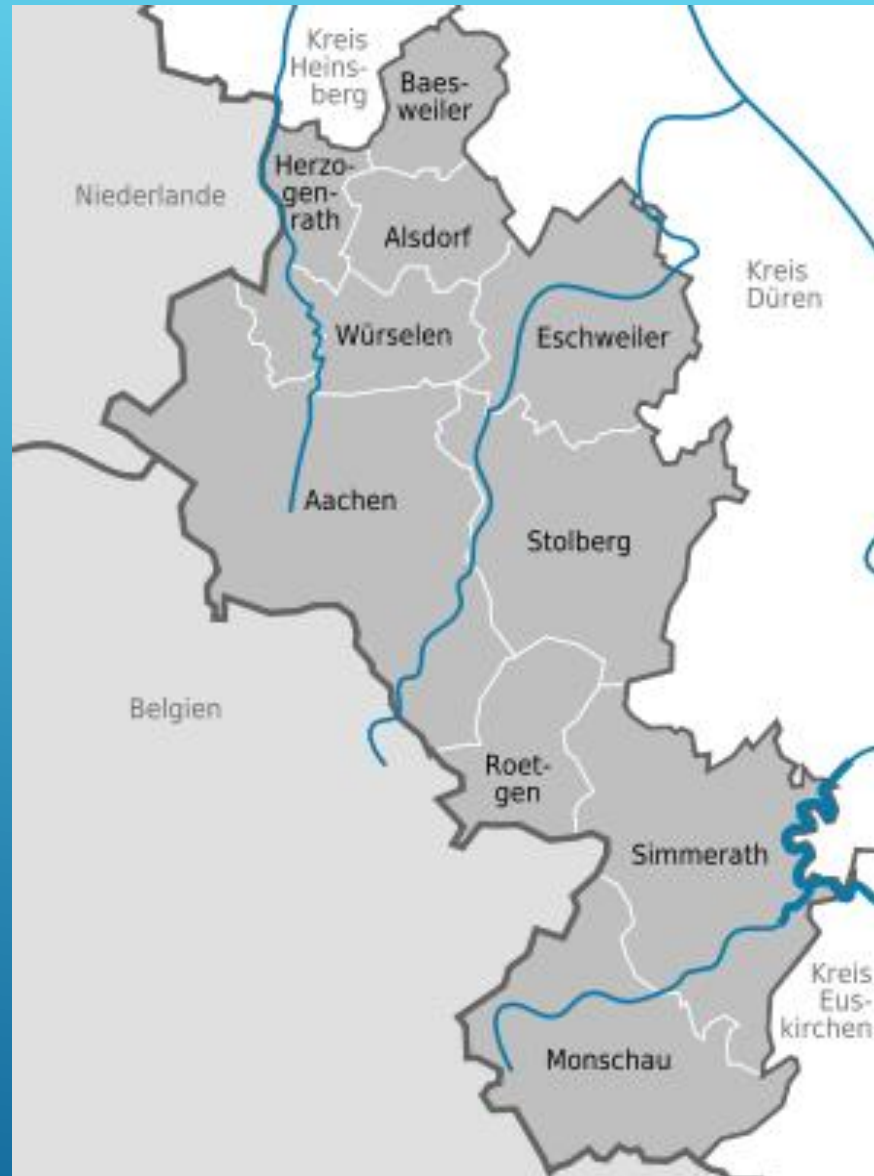 Kreis
Heins-
berg
Baes-
weiler
Niederlande
Herzo-
gen-
rath
Alsdorf
Kreis
Düren
Würselen
Eschweiler
Aachen
Stolberg
Belgien
Roet-
gen
Simmerath
Kreis
Eus-
kirchen
Monschau